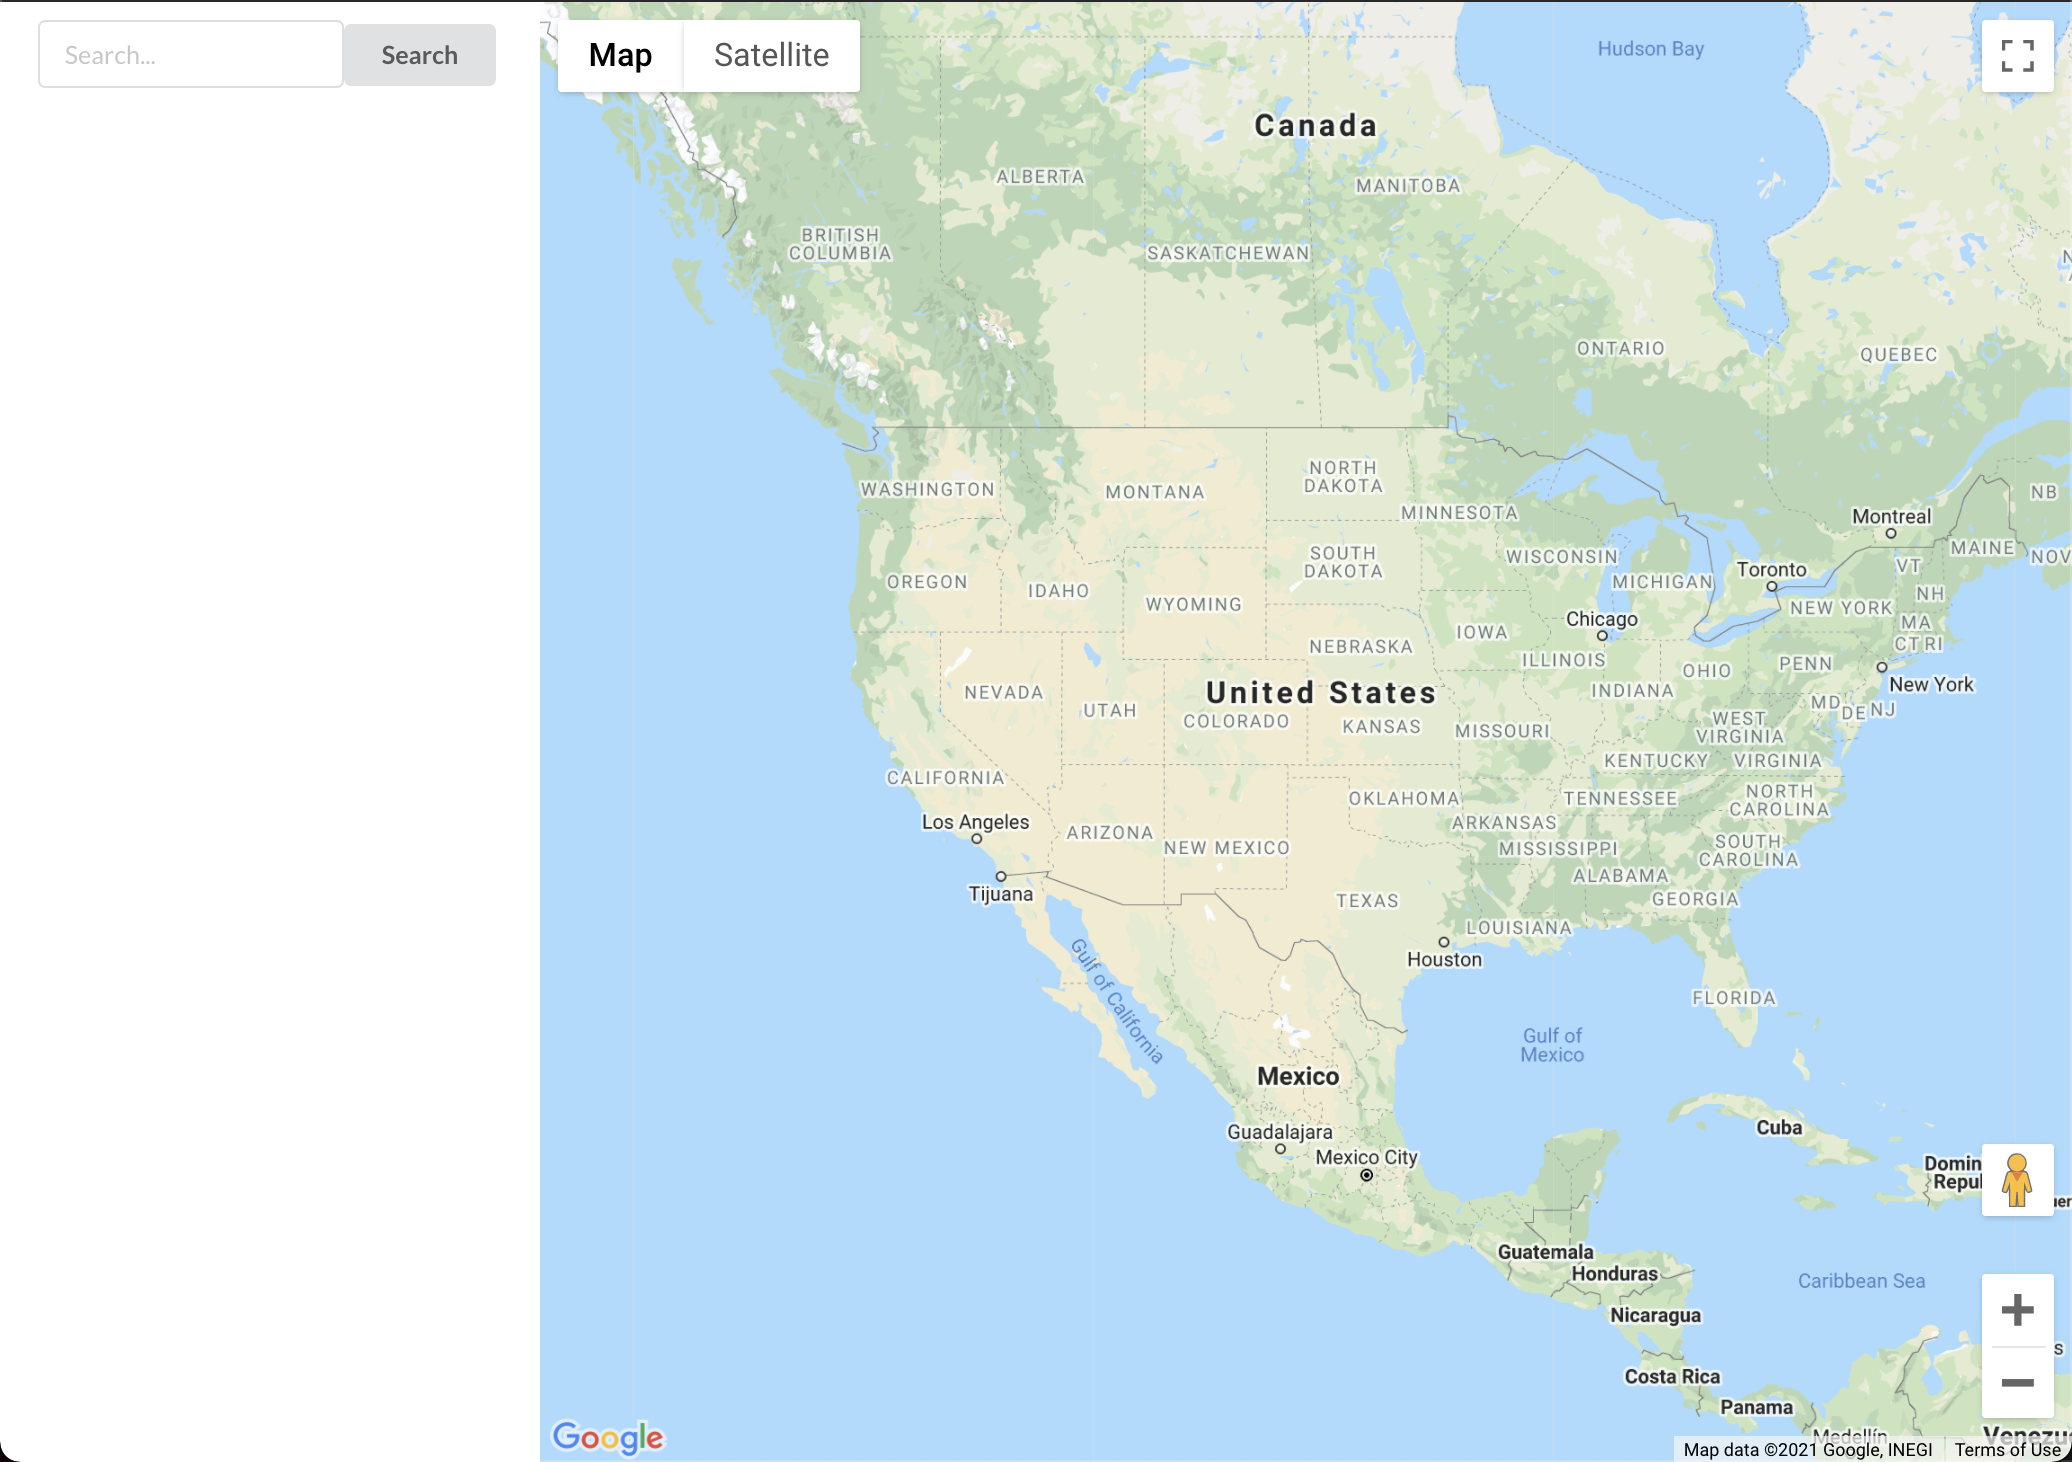 Search...
Search
Map
Satellite
Hudson Bay
Canada
ALBERTA
MANITOBA
BRITISH
COLUMBIA
SASKATCHEWAN
ONTARIO
QUEBEC
WASHINGTON
MONTANA
NORTH
DAKOTA
MINNESOTA
NB
Montreal
MAINE
NOV
SOUTH
DAKOTA
WISCONSIN
MICHIGAN
Toronto
VT
OREGON
IDAHO
WYOMING
NH
NEW YORK
Chicago
MA
IOWA
CT RI
NEBRASKA
ILLINOIS
OHIO
PENN
New York
NEVADA
United States
INDIANA
UTAH
COLORADO
KANSAS
MISSOURI
MD
DE NJ
WEST
VIRGINIA
KENTUCKY
VIRGINIA
CALIFORNIA
OKLAHOMA
TENNESSEE
NORTH
CAROLINA
Los Angeles
ARIZONA
NEW MEXICO
ARKANSAS
MISSISSIPPI
SOUTH
CAROLINA
ALABAMA
Tijuana
TEXAS
GEORGIA
LOUISIANA
Houston
Gulf of California
FLORIDA
Gulf of
Mexico
Mexico
Guadalajara
Mexico City
Cuba
Domin
Repu
Guatemala
Honduras
Caribbean Sea
Nicaragua
Costa Rica
Panama
Medellín
Venezu
Google
Map data ©2021 Google, INEGI
Terms of Use